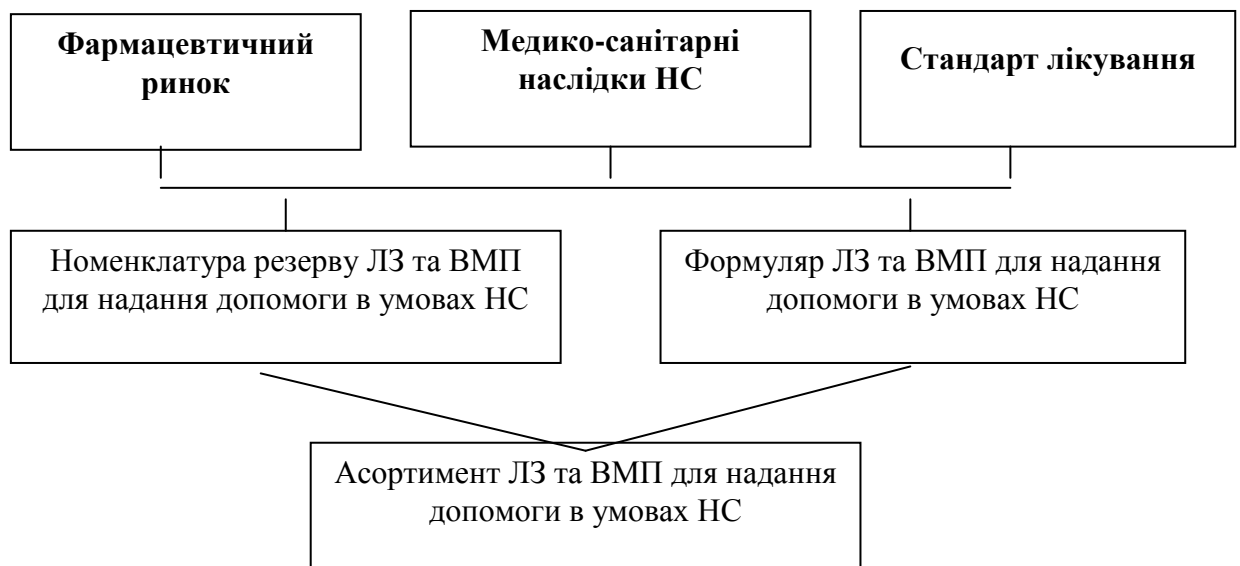 Фармацевтичний
ринок
Медико-санітарні
наслідки НС
Стандарт лікування
Номенклатура резерву ЛЗ та ВМП
для надання допомоги в умовах НС
Формуляр ЛЗ та ВМП для надання
допомоги в умовах НС
Асортимент ЛЗ та ВМП для надання
допомоги в умовах НС